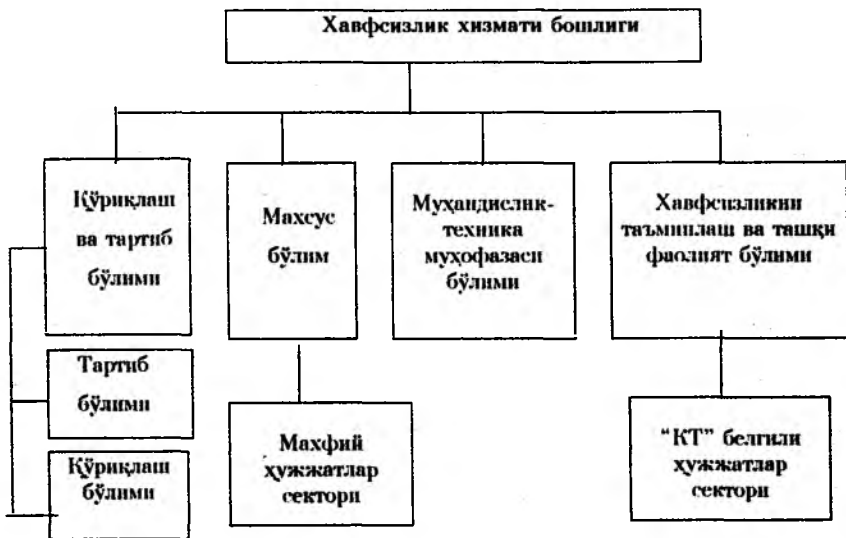 Хавфсизлик хизмати бошлиги
Қўриқлаш
ва тартиб
бўлими
Махсус
бўлим
Муҳандислик-
техника
муҳофазаси
бўлими
Хавфсизликни
таъминлаш ва ташқи
фаолият бўлими
Тартиб
бўлими
Қўриқлаш
бўлими
Махфий
ҳужжатлар
сектори
“КТ” белгили
ҳужжатлар
сектори